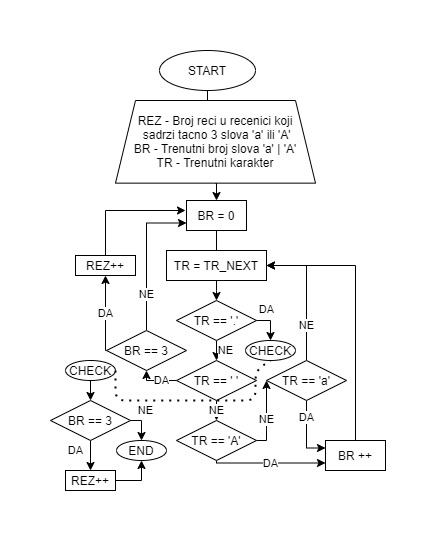 START
REZ - Broj reci u recenici koji
sadrzi tacno 3 slova 'a' ili 'A'
BR - Trenutni broj slova 'a' | 'A'
TR - Trenutni karakter
BR = 0
REZ++
TR = TR_NEXT
NE
DA
TR == '.'
DA
NE
BR == 3
NE
CHECK
CHECK
DA
TR == ' '
TR == 'a'
NE
NE
NE
DA
BR == 3
TR == 'A'
DA
END
DA
BR ++
REZ++